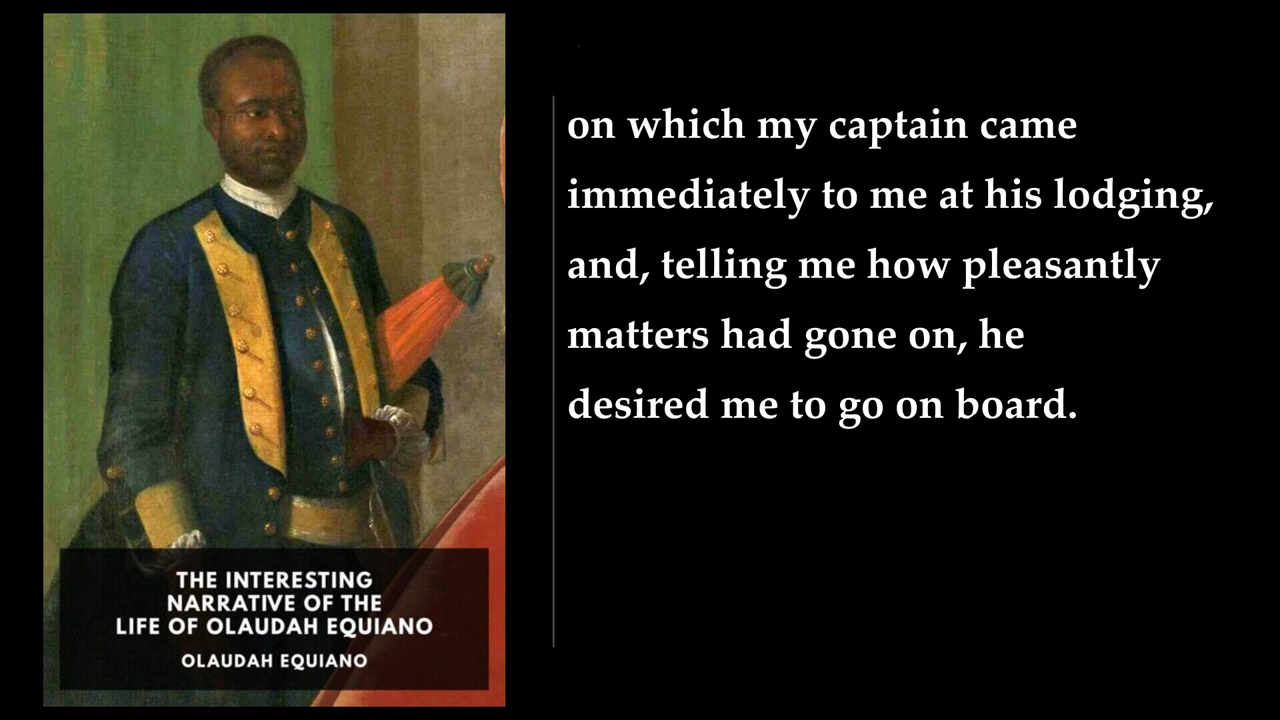 on which my captain came
immediately to me at his lodging,
and, telling me how pleasantly
matters had gone on, he
desired me to go on board.
THE INTERESTING
NARRATIVE OF THE
LIFE OF OLAUDAH EQUIANO
OLAUDAH EQUIANO